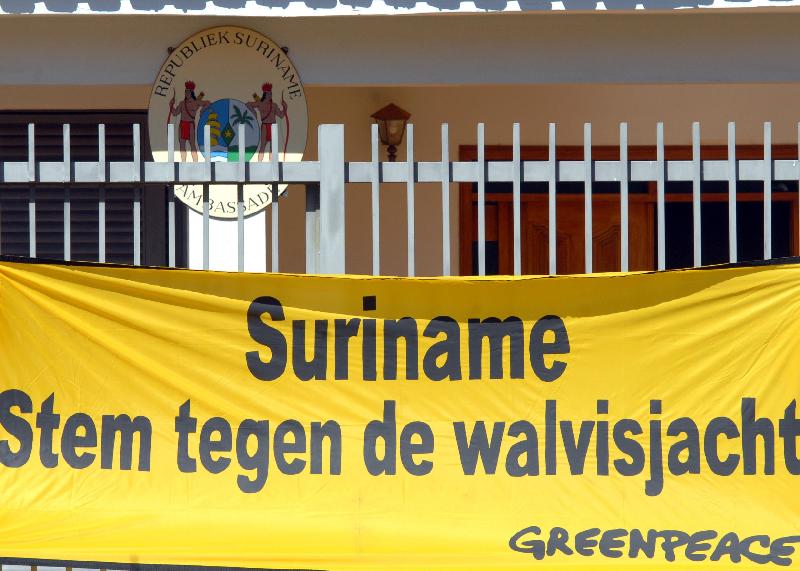 REPUBLIEK SURINAME
AMBASSADE
Suriname
Stem tegen de walvisjacht
GREENPEACE